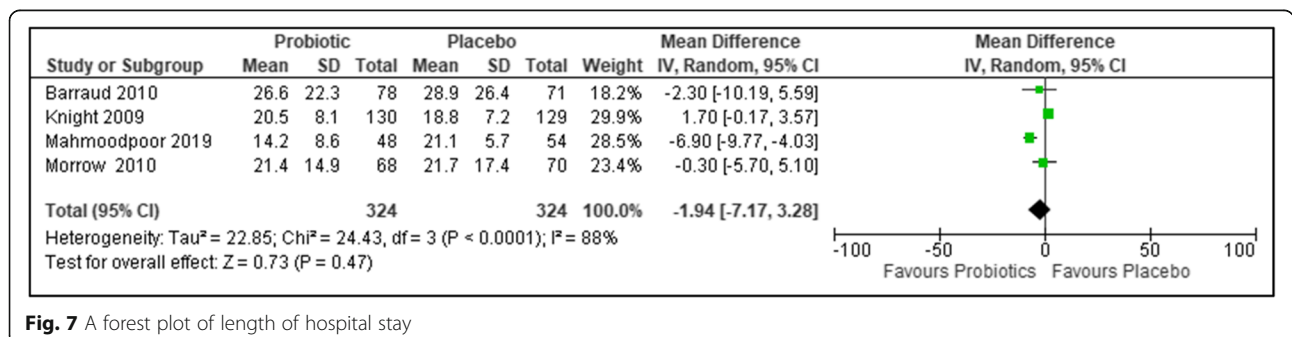 Probiotic Placebo Mean Difference Mean Difference
Study or Subgroup Mean SD Total Mean SD Total Weight IV, Random, 95% CI IV, Random, 95% CI
Barraud 2010 26.6 22.3 78 28.9 26.4 71 18.2% -2.30 [-10.19, 5.59]
Knight 2009 20.5 8.1 130 18.8 7.2 129 29.9% 1.70 [-0.17, 3.57]
Mahmoodpoor 2019 14.2 8.6 48 21.1 5.7 54 28.5% -6.90 [-9.77, -4.03]
Morrow 2010 21.4 14.9 68 21.7 17.4 70 23.4% -0.30 [-5.70, 5.10]
Total (95% CI) 324 324 100.0% -1.94 [-7.17, 3.28]
Heterogeneity: Tau² = 22.85; Chi² = 24.43, df = 3 (P < 0.0001); I² = 88%
Test for overall effect: Z = 0.73 (P = 0.47)
-100 -50 0 50 100
Favours Probiotics Favours Placebo
Fig. 7 A forest plot of length of hospital stay